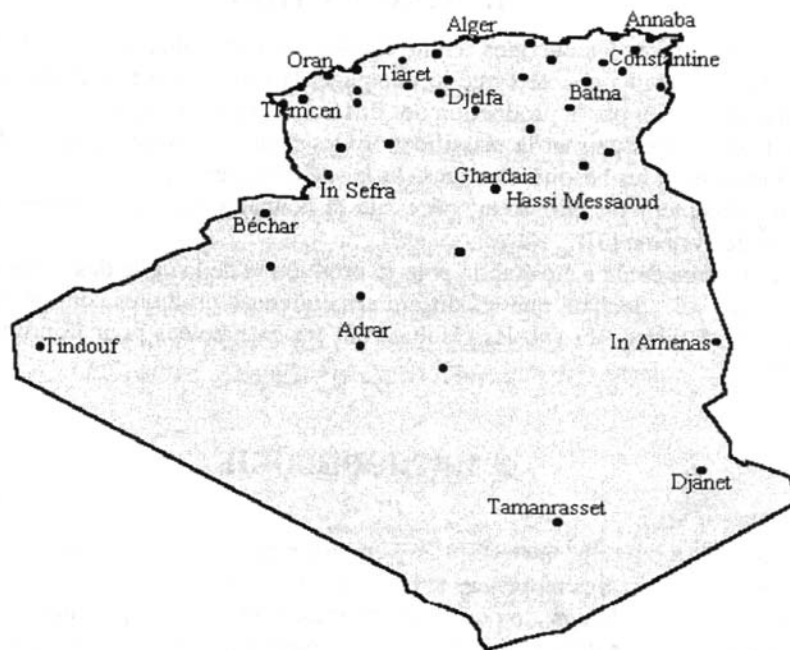 Alger
Annaba
Oran
Tiaret
Constantine
Tlemcen
Djelfa
Batna
In Sefra
Ghardaia
Hassi Messaoud
Béchar
Tindouf
Adrar
In Amenas
Djanet
Tamanrasset